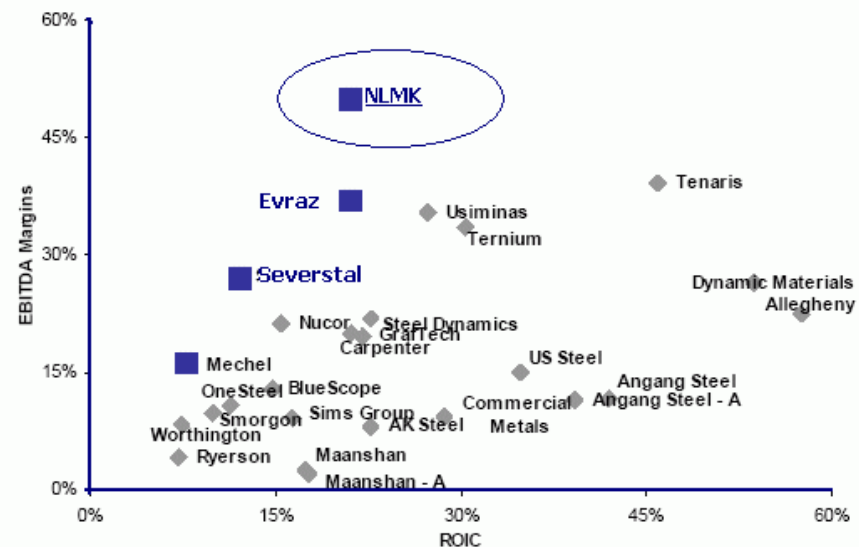 60%
NLMK
45%
Tenaris
Evraz
Usiminas
Ternium
EBITDA Margins
30%
Severstal
Dynamic Materials
Allegheny
Nucor
Steel Dynamics
GrafTech
Carpenter
US Steel
15%
Mechel
Angang Steel
OneSteel
BlueScope
Commercial
Metals
Angang Steel - A
Smorgon
Sims Group
AK Steel
Worthington
Ryerson
Maanshan
Maanshan - A
0%
0%
15%
30%
45%
60%
ROIC